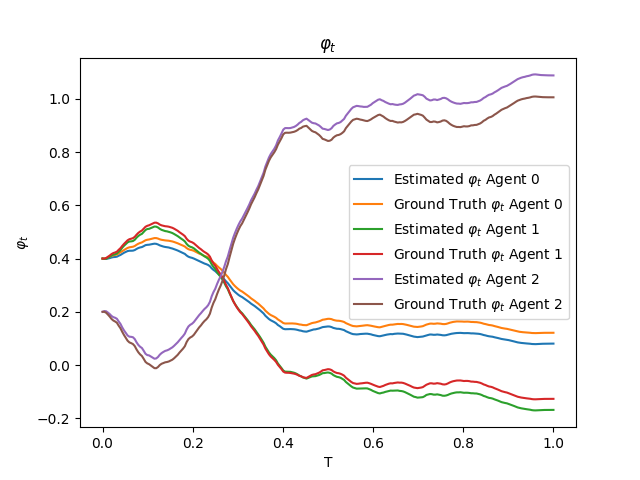 φt
φt
1.0
0.8
0.6
0.4
0.2
0.0
−0.2
Estimated φt Agent 0
Ground Truth φt Agent 0
Estimated φt Agent 1
Ground Truth φt Agent 1
Estimated φt Agent 2
Ground Truth φt Agent 2
0.0 0.2 0.4 0.6 0.8 1.0
T